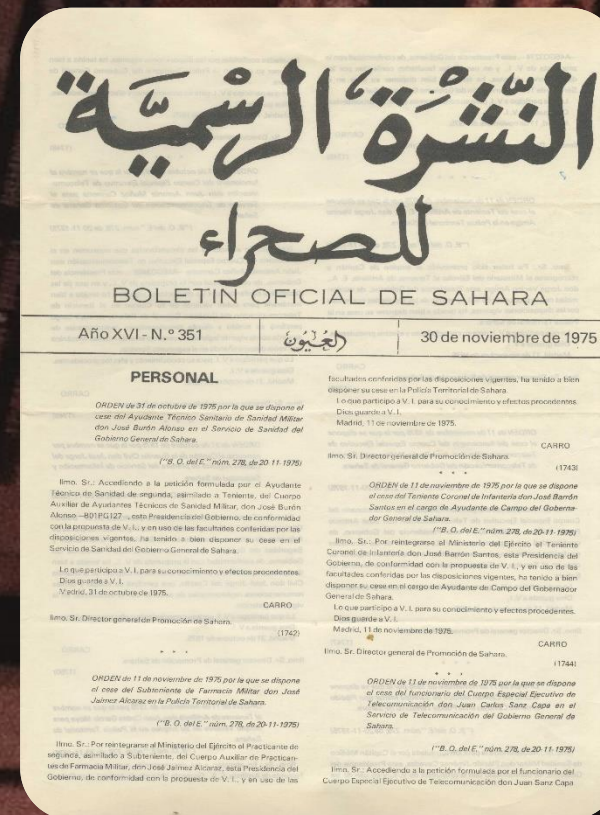 النّشْرَة الرسْميَّة
للصحراء
BOLETIN OFICIAL DE SAHARA
Año XVI - N.º 351
العُيُون
30 de noviembre de 1975
PERSONAL
ORDEN de 31 de octubre de 1975 por la que se dispone el
cese del Ayudante Técnico Sanitario de Sanidad Militar
don José Burón Alonso en el Servicio de Sanidad del
Gobierno General de Sahara.
("B. O. del E." núm. 278, de 20-11-1975)
Ilmo. Sr.: Accediendo a la petición formulada por el Ayudante
Técnico de Sanidad de segunda, asimilado a Teniente, del Cuerpo
Auxiliar de Ayudantes Técnicos de Sanidad Militar, don José Burón
Alonso —B01PG127—, esta Presidencia del Gobierno, de conformidad
con la propuesta de V. I., y en uso de las facultades conferidas por las
disposiciones vigentes, ha tenido a bien disponer su cese en el
Servicio de Sanidad del Gobierno General de Sahara.
Lo que participo a V. I. para su conocimiento y efectos procedentes.
Dios guarde a V. I.
Madrid, 31 de octubre de 1975.
CARRO
Ilmo. Sr. Director general de Promoción de Sahara.
(1742)
* * *
ORDEN de 11 de noviembre de 1975 por la que se dispone
el cese del Subteniente de Farmacia Militar don José
Jaimez Alcaraz en la Policía Territorial de Sahara.
("B. O. del E." núm. 278, de 20-11-1975)
Ilmo. Sr.: Por reintegrarse al Ministerio del Ejército el Practicante de
segunda, asimilado a Subteniente, del Cuerpo Auxiliar de Practican-
tes de Farmacia Militar, don José Jaimez Alcaraz, esta Presidencia del
Gobierno, de conformidad con la propuesta de V. I., y en uso de las
facultades conferidas por las disposiciones vigentes, ha tenido a bien
disponer su cese en la Policía Territorial de Sahara.
Lo que participo a V. I. para su conocimiento y efectos procedentes.
Dios guarde a V. I.
Madrid, 11 de noviembre de 1975.
CARRO
Ilmo. Sr. Director general de Promoción de Sahara.
(1743)
* * *
ORDEN de 11 de noviembre de 1975 por la que se dispone
el cese del Teniente Coronel de Infantería don José Barrón
Santos en el cargo de Ayudante de Campo del Goberna-
dor General de Sahara.
("B. O. del E." núm. 278, de 20-11-1975)
Ilmo. Sr.: Por reintegrarse al Ministerio del Ejército el Teniente
Coronel de Infantería don José Barrón Santos, esta Presidencia del
Gobierno, de conformidad con la propuesta de V. I., y en uso de las
facultades conferidas por las disposiciones vigentes, ha tenido a bien
disponer su cese en el cargo de Ayudante de Campo del Gobernador
General de Sahara.
Lo que participo a V. I. para su conocimiento y efectos procedentes.
Dios guarde a V. I.
Madrid, 11 de noviembre de 1975.
CARRO
Ilmo. Sr. Director general de Promoción de Sahara.
(1744)
* * *
ORDEN de 11 de noviembre de 1975 por la que se dispone
el cese del funcionario del Cuerpo Especial Ejecutivo de
Telecomunicación don Juan Carlos Sanz Capa en el
Servicio de Telecomunicación del Gobierno General de
Sahara.
("B. O. del E." núm. 278, de 20-11-1975)
Ilmo. Sr.: Accediendo a la petición formulada por el funcionario del
Cuerpo Especial Ejecutivo de Telecomunicación don Juan Sanz Capa